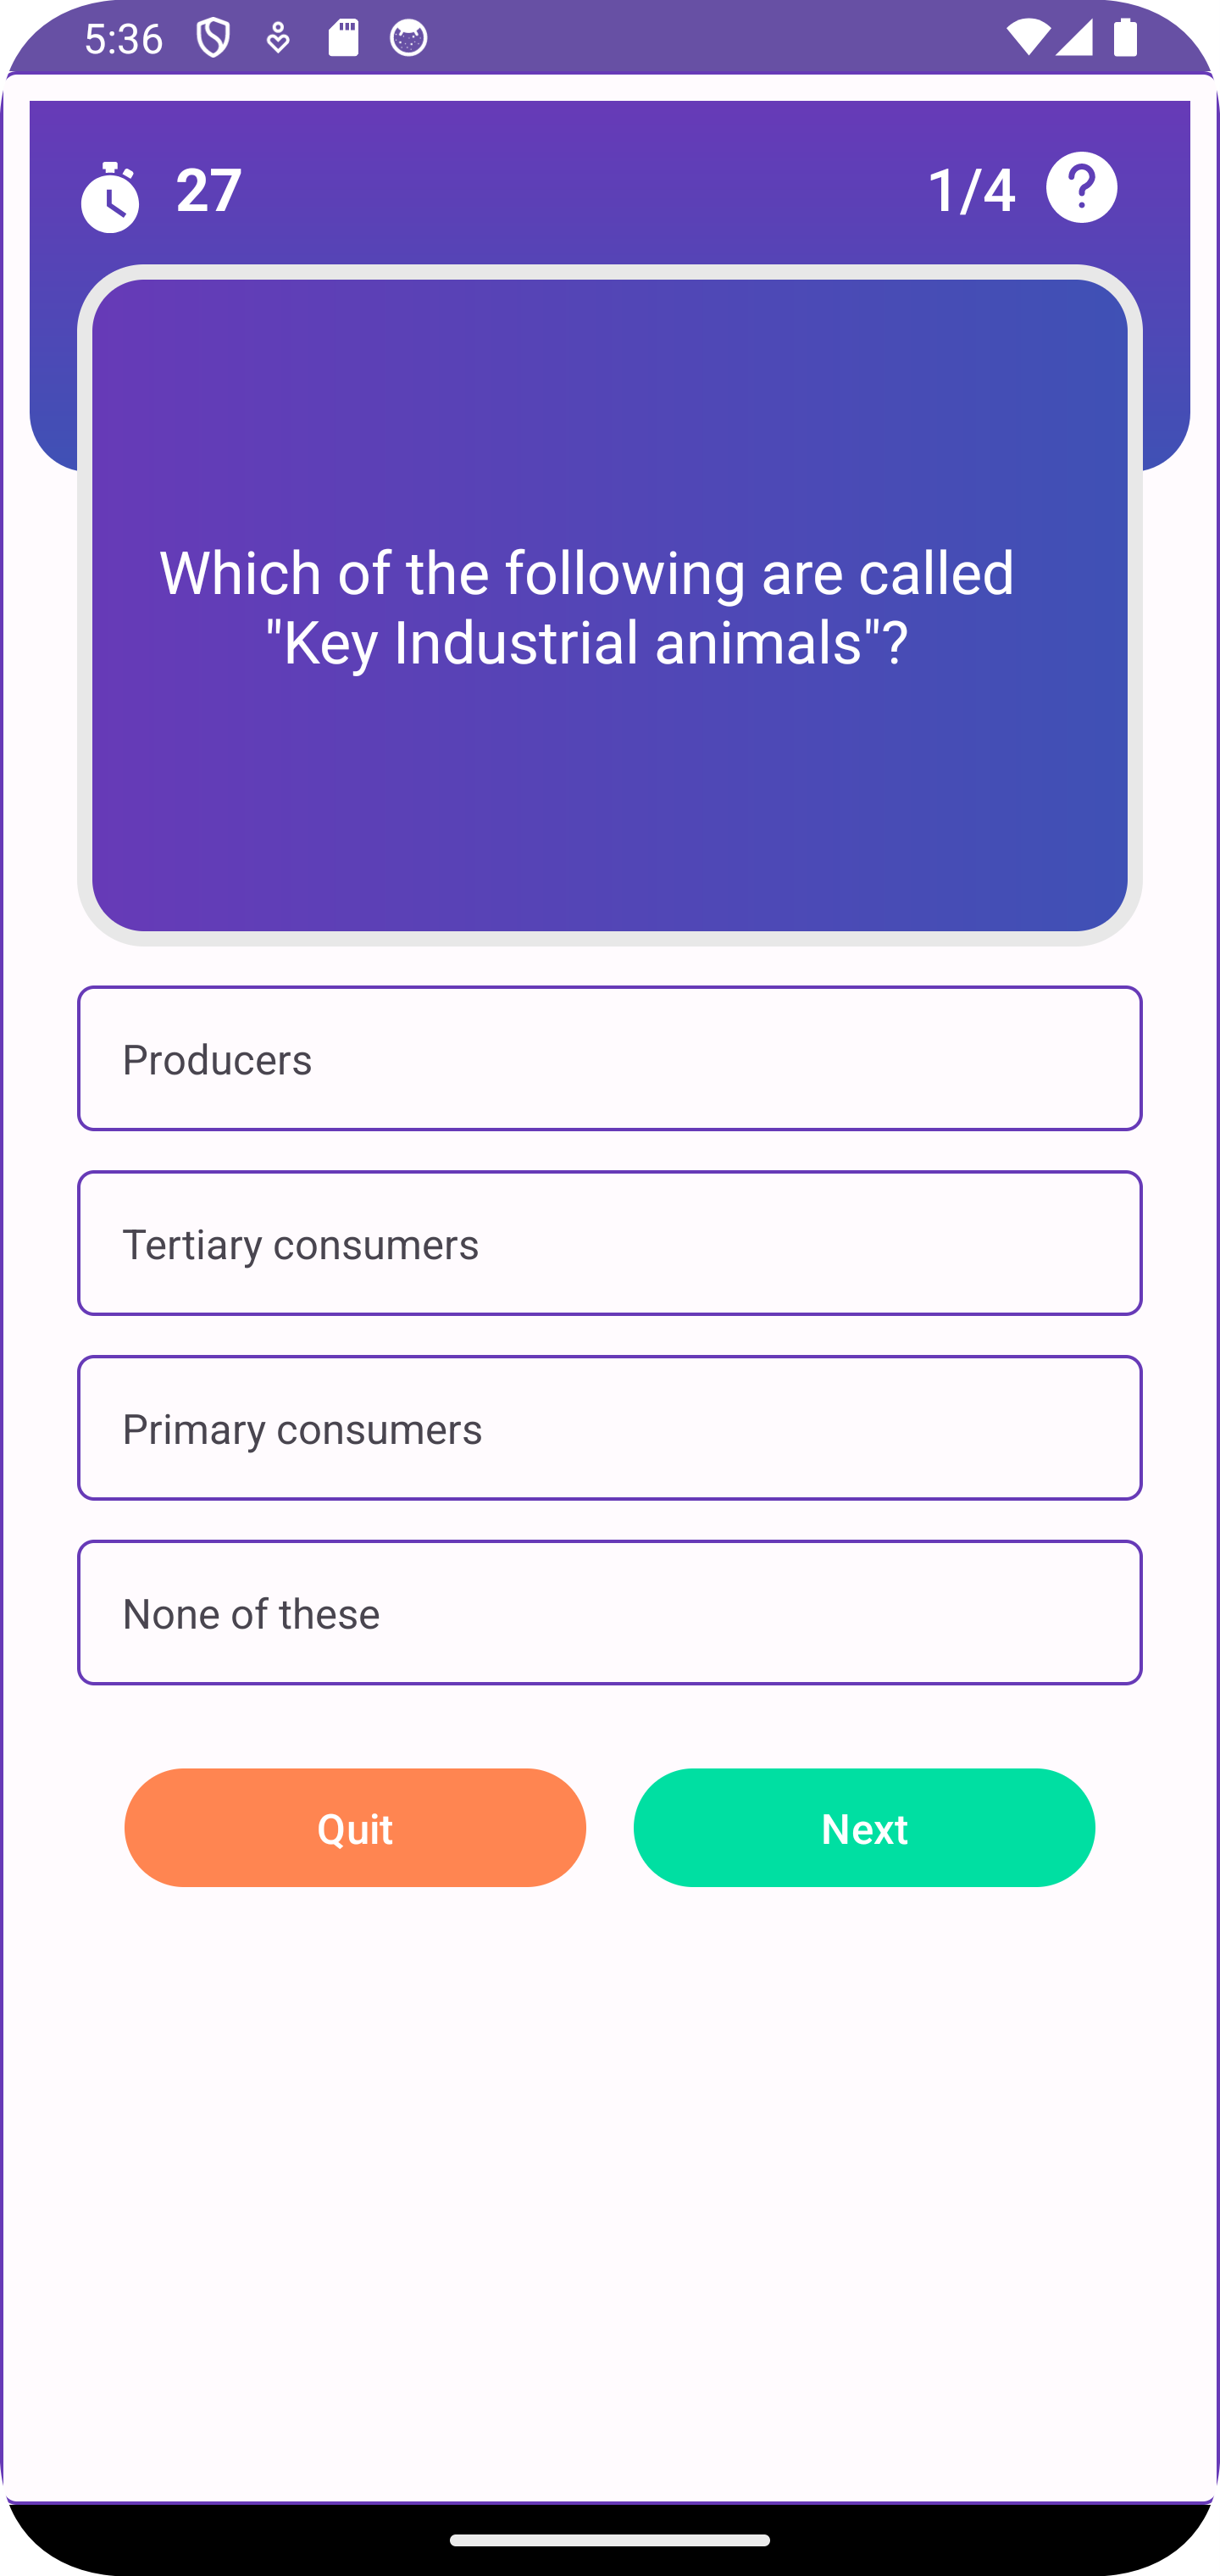 5:36
27
1/4
Which of the following are called
"Key Industrial animals"?
Producers
Tertiary consumers
Primary consumers
None of these
Quit
Next